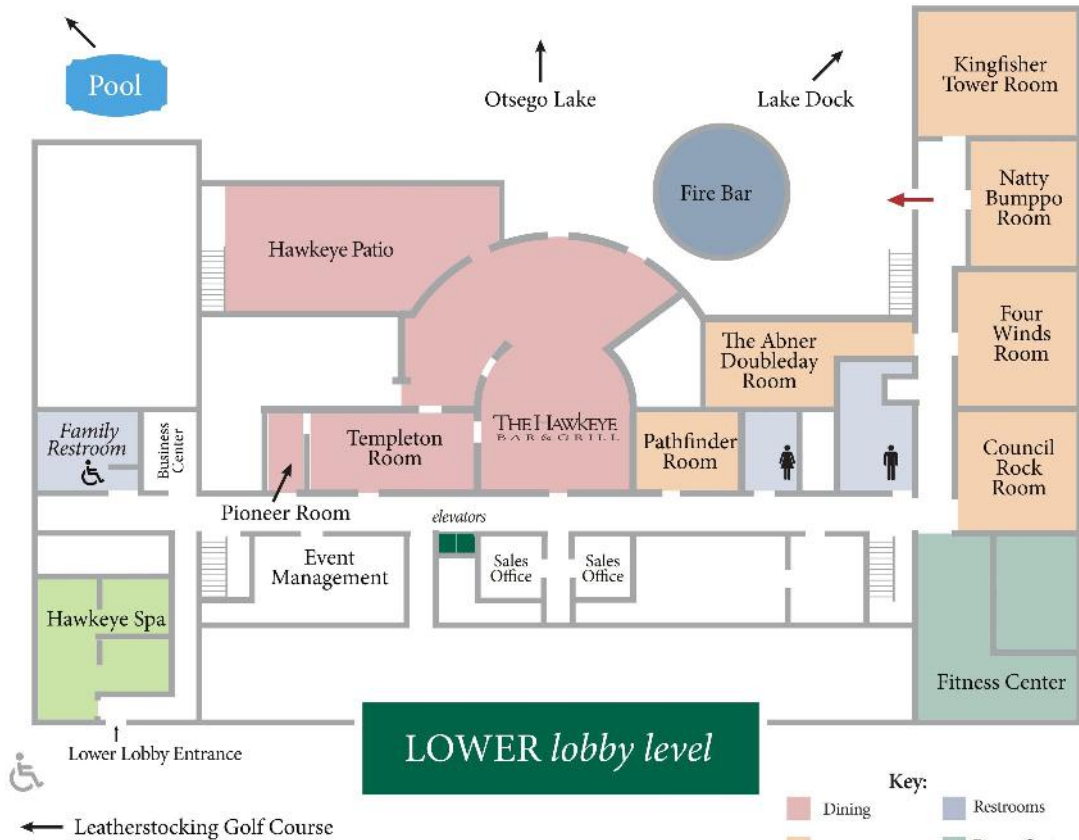 Pool
Otsego Lake
Lake Dock
Kingfisher
Tower Room
Natty
Bumppo
Room
Fire Bar
Hawkeye Patio
Four
Winds
Room
The Abner
Doubleday
Room
THE HAWKEYE
BAR & GRILL
Family
Restroom
Business
Center
Templeton
Room
Pathfinder
Room
Council
Rock
Room
Pioneer Room
elevators
Event
Management
Sales
Office
Sales
Office
Hawkeye Spa
Fitness Center
Lower Lobby Entrance
LOWER lobby level
Key:
Dining
Restrooms
Leatherstocking Golf Course